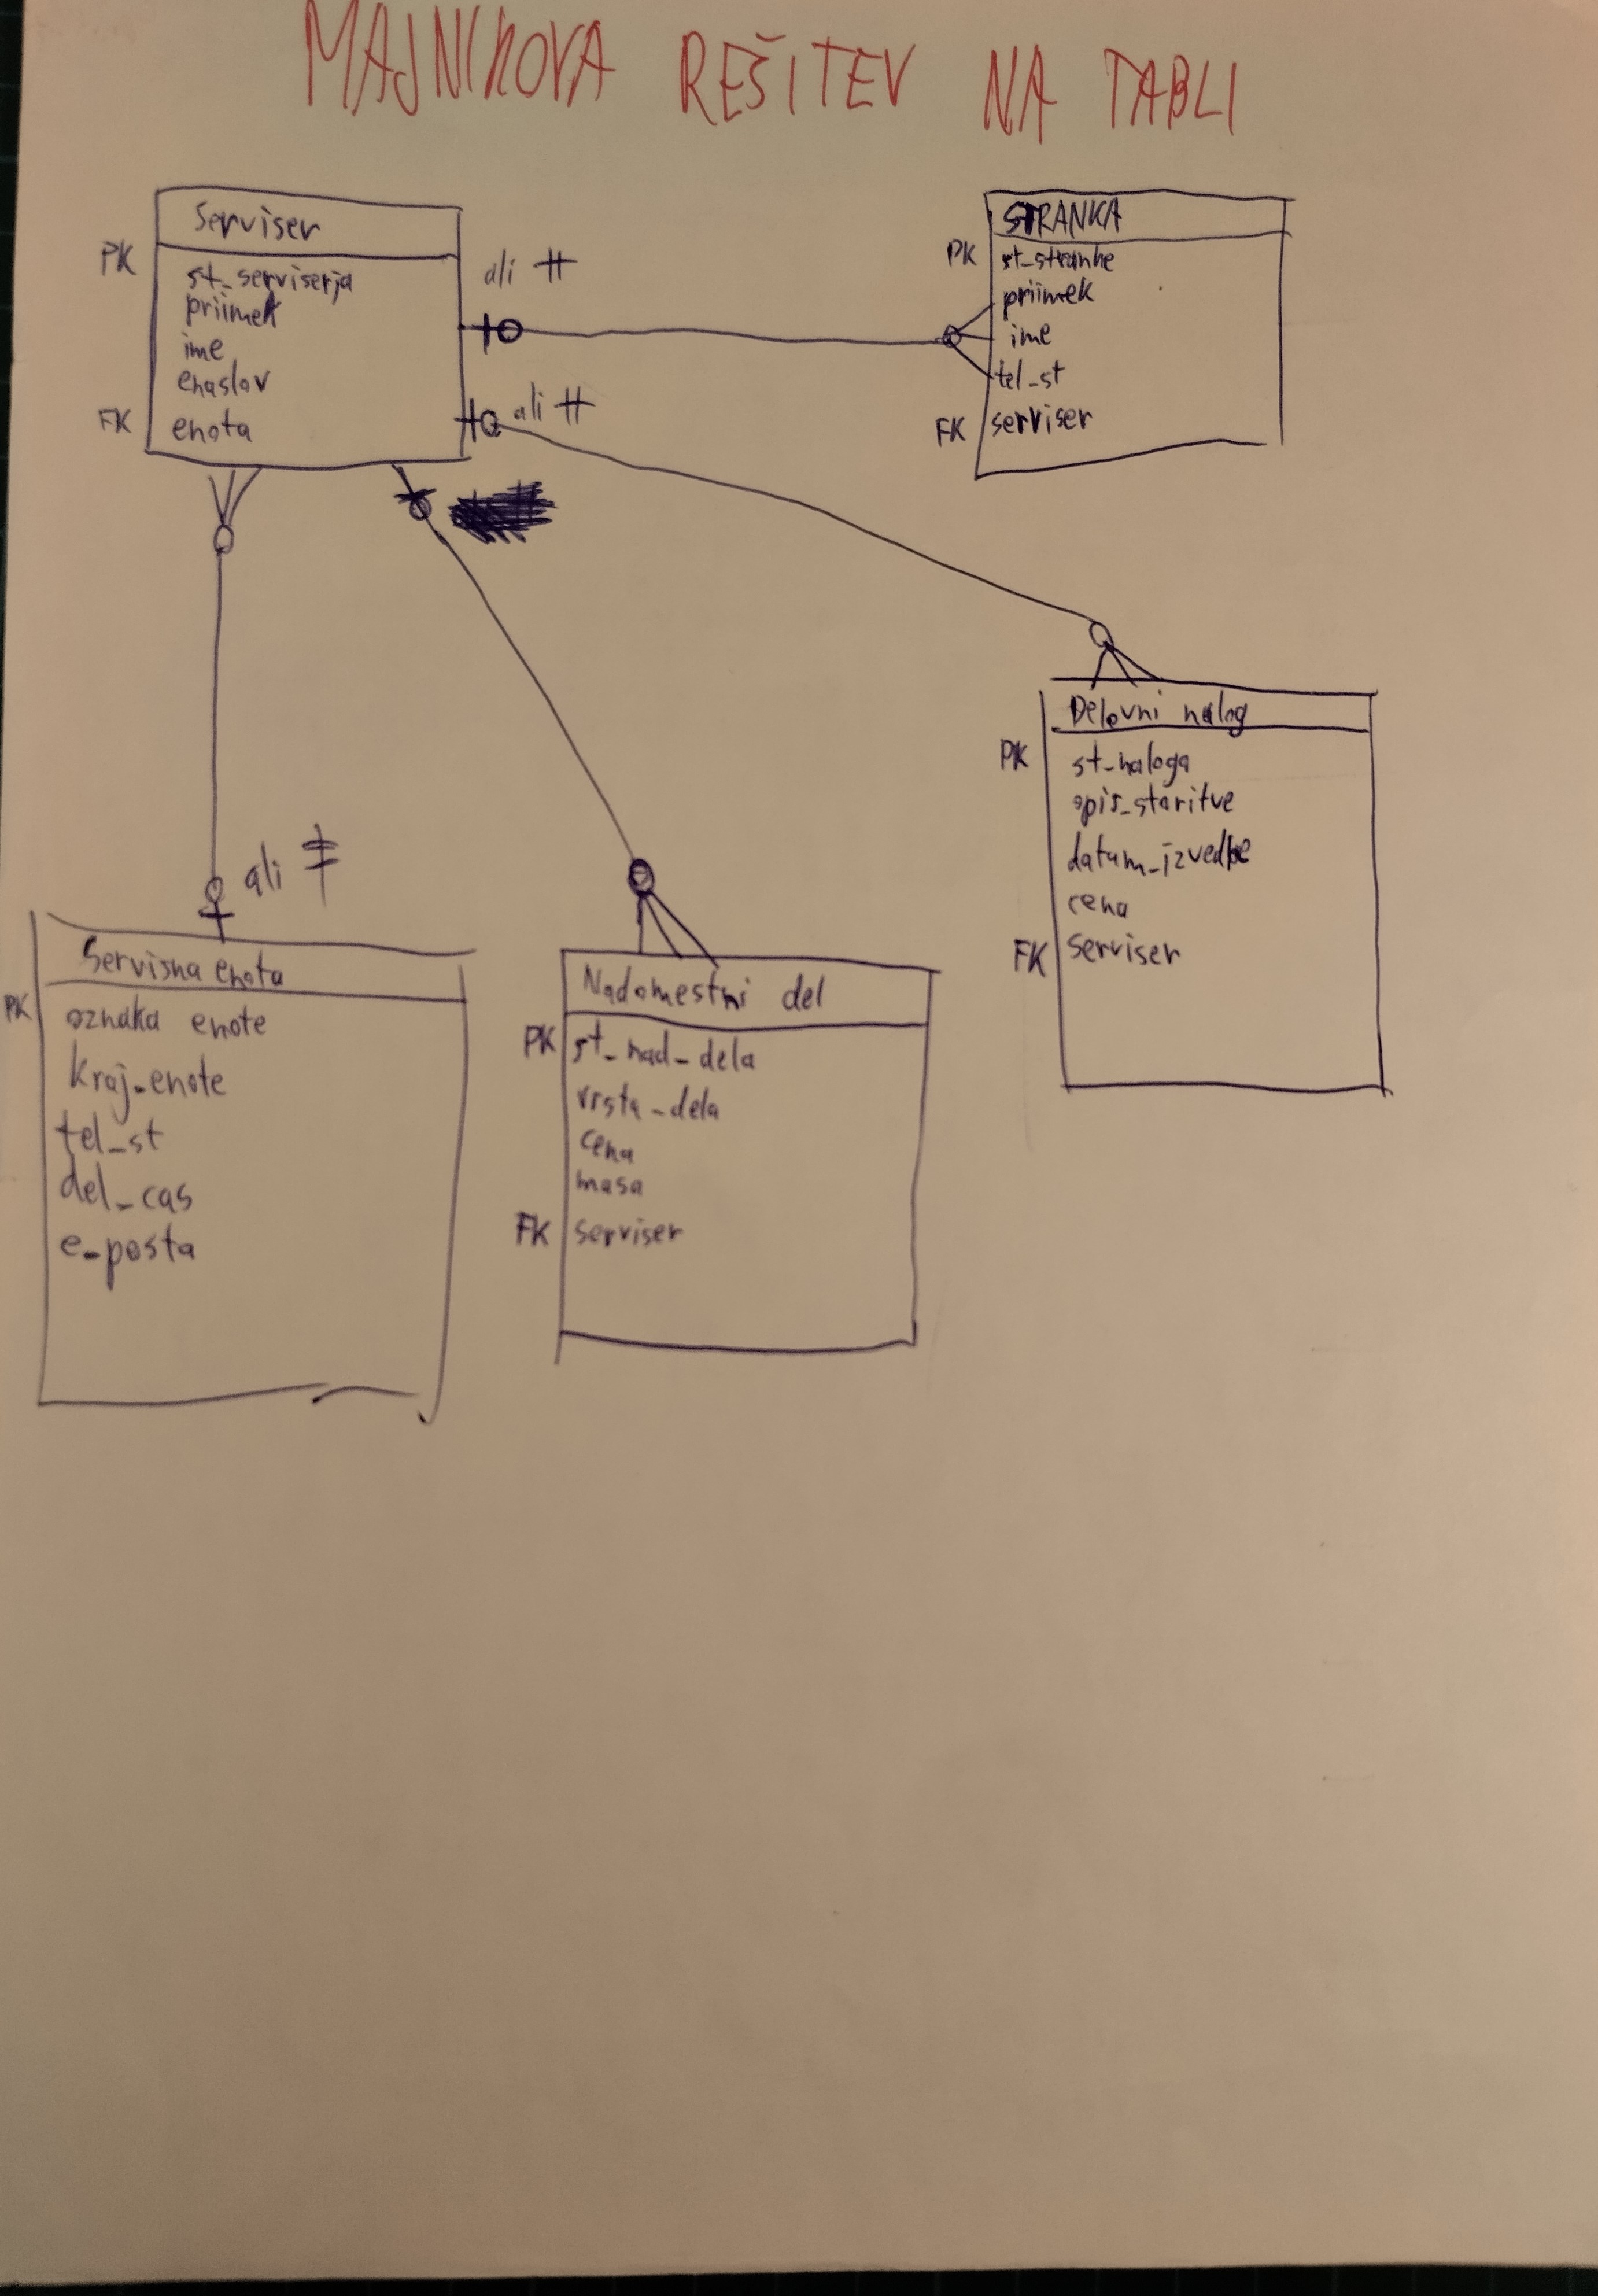 MAJNIKOVA REŠITEV NA TABLI
Serviser
PK st_serviserja
priimek
ime
enaslov
FK enota
ali
ali
STRANKA
PK st_stranke
priimek
ime
tel_st
FK serviser
Delovni nalog
PK st_naloga
opis_storitve
datum_izvedbe
cena
FK serviser
ali
Servisna enota
PK oznaka enote
kraj_enote
tel_st
del_cas
e_posta
Nadomestni del
PK st_nad_dela
vrsta_dela
cena
masa
FK serviser